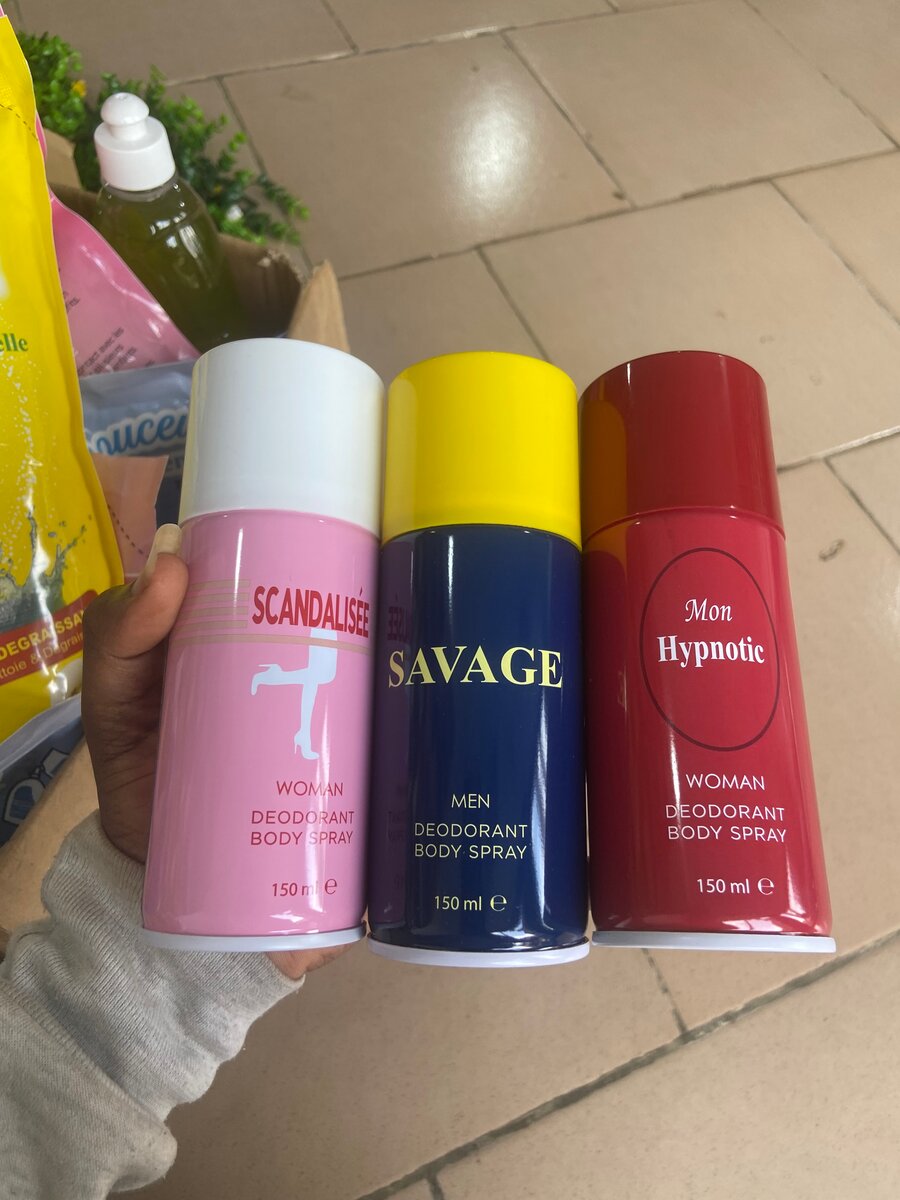 SCANDALISÉE
WOMAN
DEODORANT
BODY SPRAY
150 ml ℮
SAVAGE
MEN
DEODORANT
BODY SPRAY
150 ml ℮
Mon
Hypnotic
WOMAN
DEODORANT
BODY SPRAY
150 ml ℮
elle